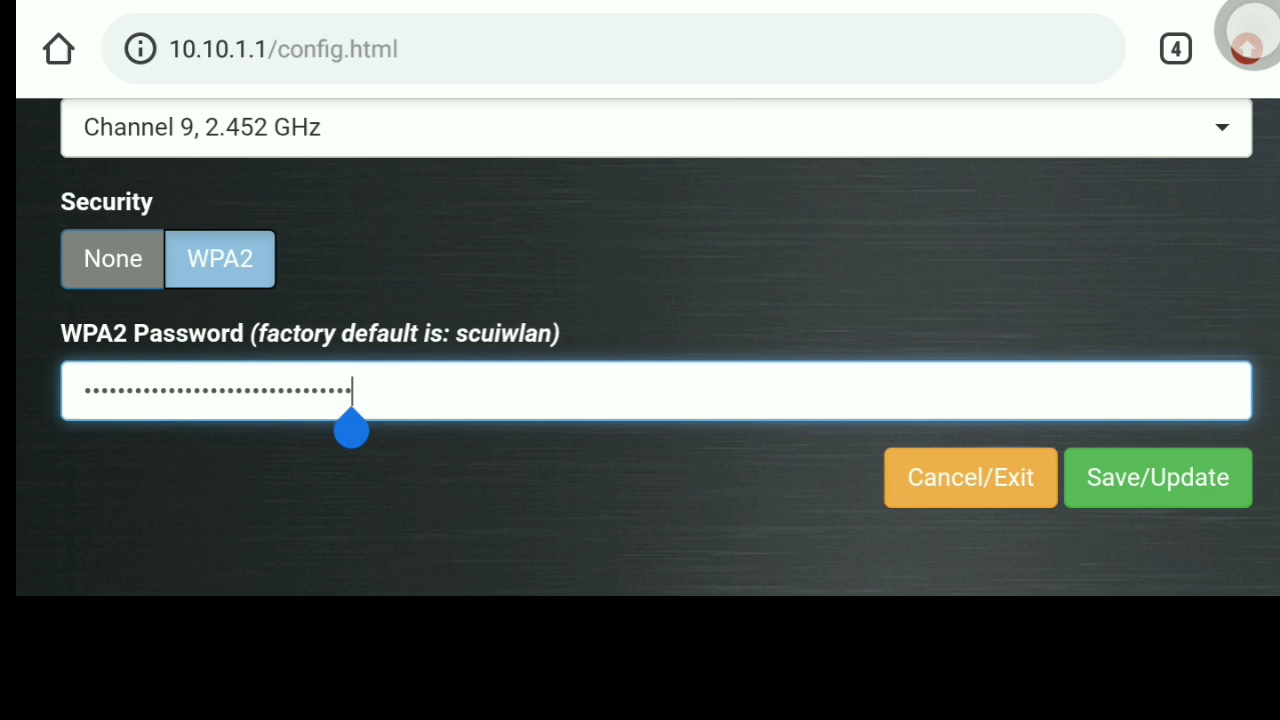 10.10.1.1/config.html
4
Channel 9, 2.452 GHz
Security
None WPA2
WPA2 Password (factory default is: scuiwlan)
••••••••••••••••••••••••••••••••
Cancel/Exit Save/Update